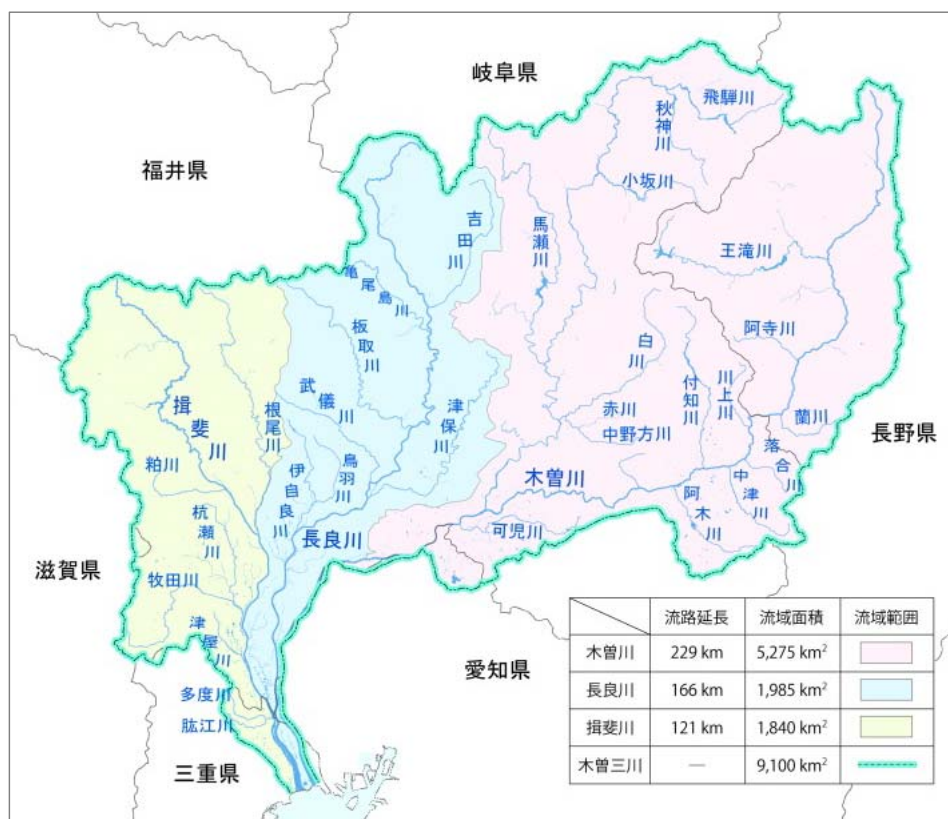 岐阜県
福井県
飛騨川
秋神川
小坂川
吉田川
馬瀬川
王滝川
亀尾島川
板取川
阿寺川
白川
付知川
川上川
武儀川
津保川
根尾川
揖斐川
赤川
中野方川
蘭川
長野県
落合川
粕川
伊自良川
鳥羽川
木曽川
中津川
阿木川
杭瀬川
長良川
可児川
滋賀県
牧田川
津屋川
愛知県
多度川
肱江川
三重県
流路延長 流域面積 流域範囲
木曽川 229 km 5,275 km²
長良川 166 km 1,985 km²
揖斐川 121 km 1,840 km²
木曽三川 — 9,100 km²